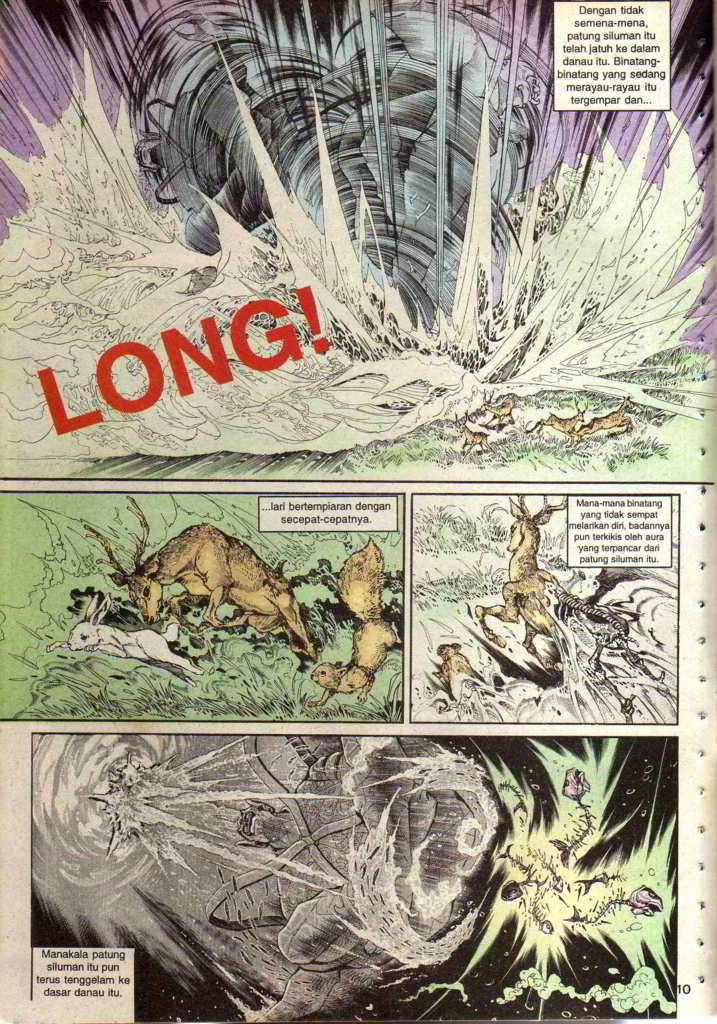 Dengan tidak
semena-mena,
patung siluman itu
telah jatuh ke dalam
danau itu. Binatang-
binatang yang sedang
merayau-rayau itu
tergempar dan...
LONG!
...lari bertempiaran dengan
secepat-cepatnya.
Mana-mana binatang
yang tidak sempat
melarikan diri, badannya
pun terkikis oleh aura
yang terpancar dari
patung siluman itu.
Manakala patung
siluman itu pun
terus tenggelam ke
dasar danau itu.
10